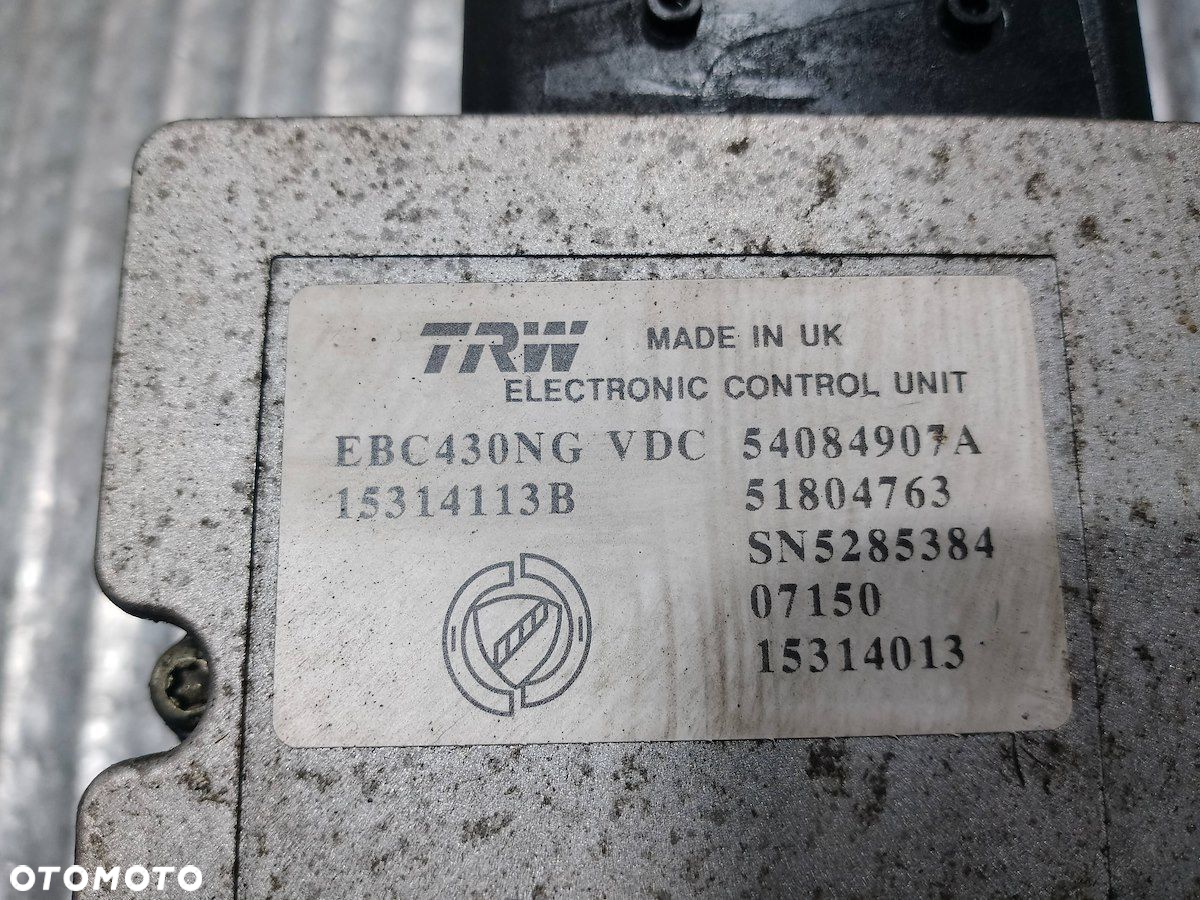 TRW MADE IN UK
ELECTRONIC CONTROL UNIT
EBC430NG VDC 54084907A
15314113B 51804763
SN5285384
07150
15314013
OTOMOTO